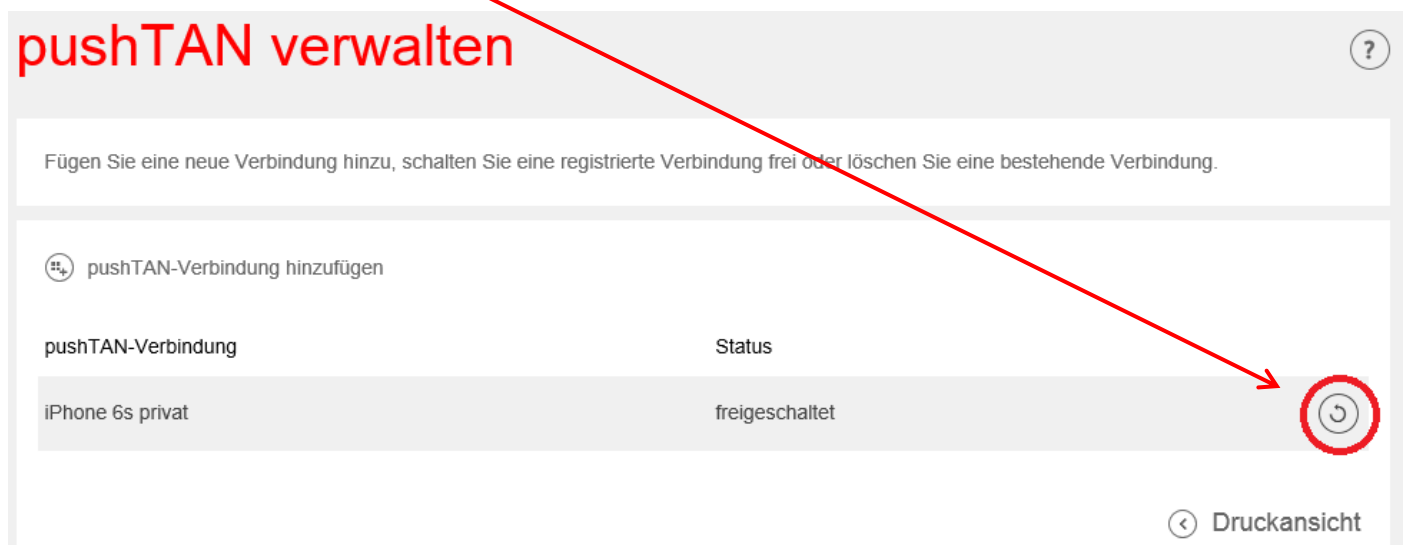 pushTAN verwalten
?
Fügen Sie eine neue Verbindung hinzu, schalten Sie eine registrierte Verbindung frei oder löschen Sie eine bestehende Verbindung.
pushTAN-Verbindung hinzufügen
pushTAN-Verbindung Status
iPhone 6s privat freigeschaltet
Druckansicht